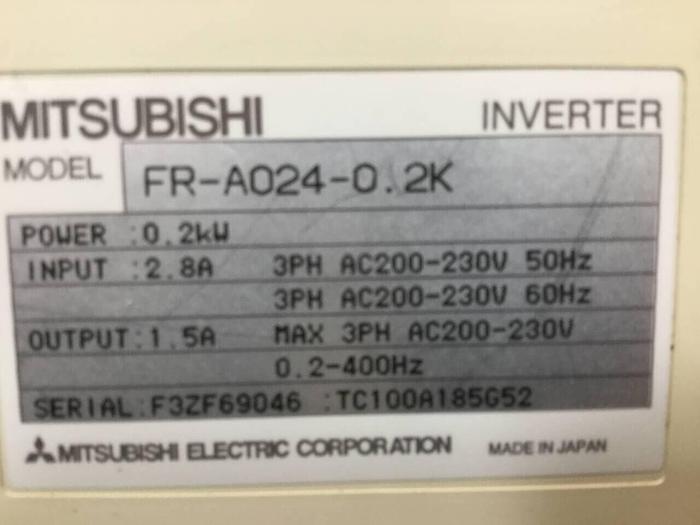 MITSUBISHI INVERTER
MODEL FR-A024-0.2K
POWER :0.2kW
INPUT :2.8A 3PH AC200-230V 50Hz
3PH AC200-230V 60Hz
OUTPUT:1.5A MAX 3PH AC200-230V
0.2-400Hz
SERIAL:F3ZF69046 :TC100A185G52
MITSUBISHI ELECTRIC CORPORATION MADE IN JAPAN